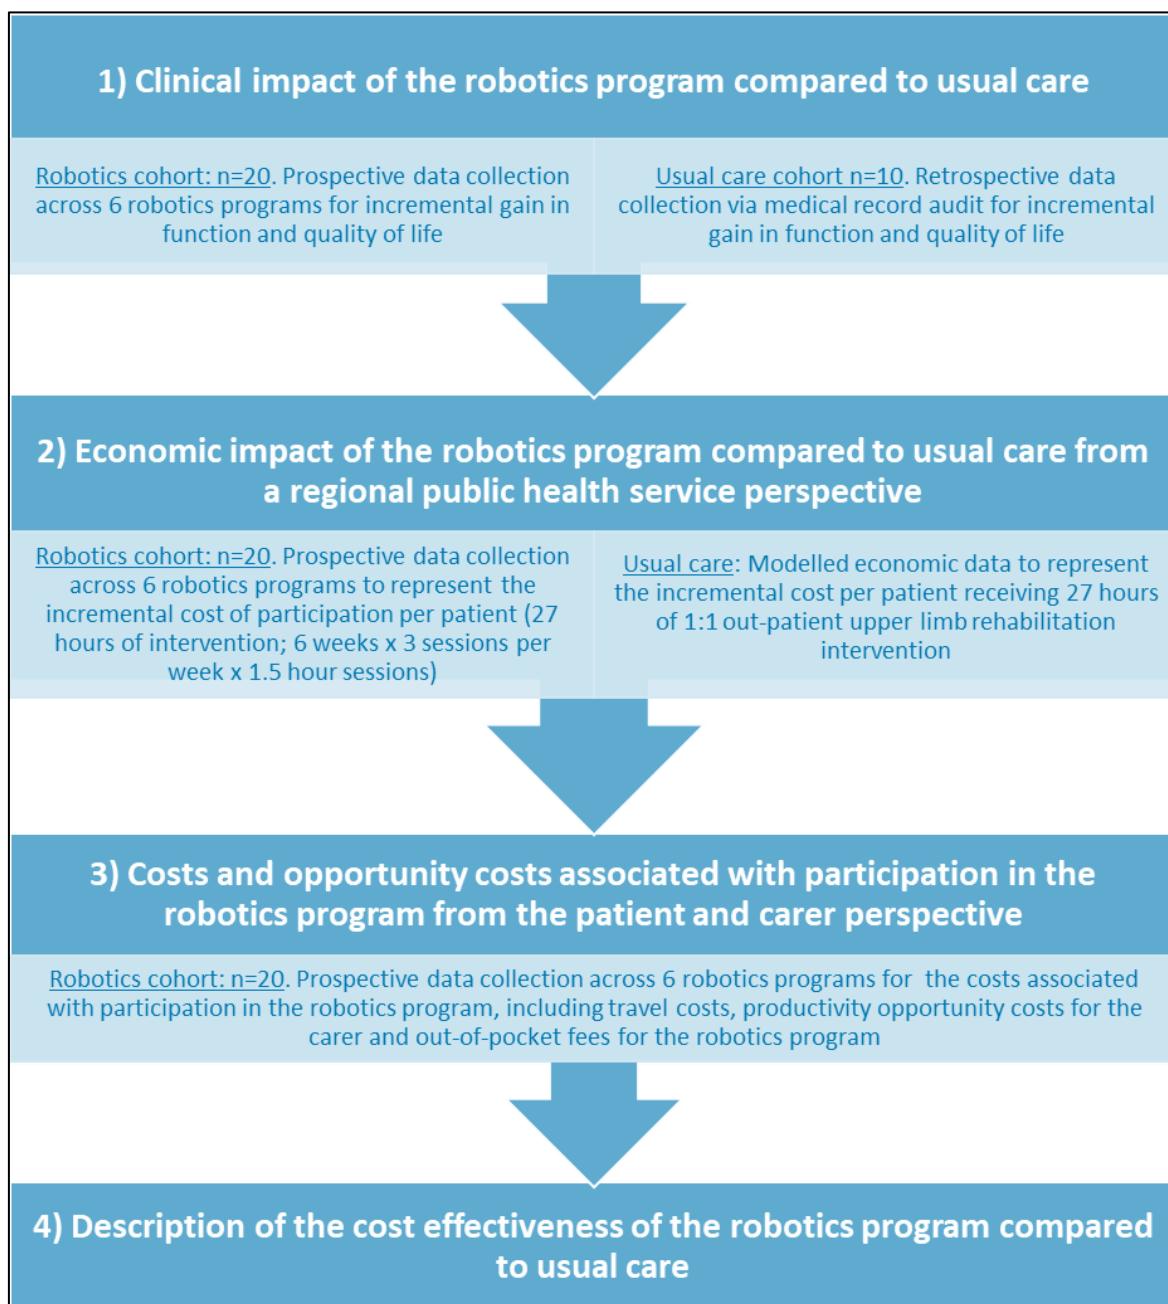 1) Clinical impact of the robotics program compared to usual care
Robotics cohort: n=20. Prospective data collection
across 6 robotics programs for incremental gain in
function and quality of life
Usual care cohort n=10. Retrospective data
collection via medical record audit for incremental
gain in function and quality of life
2) Economic impact of the robotics program compared to usual care from
a regional public health service perspective
Robotics cohort: n=20. Prospective data collection
across 6 robotics programs to represent the
incremental cost of participation per patient (27
hours of intervention; 6 weeks x 3 sessions per
week x 1.5 hour sessions)
Usual care: Modelled economic data to represent
the incremental cost per patient receiving 27 hours
of 1:1 out-patient upper limb rehabilitation
intervention
3) Costs and opportunity costs associated with participation in the
robotics program from the patient and carer perspective
Robotics cohort: n=20. Prospective data collection across 6 robotics programs for the costs associated
with participation in the robotics program, including travel costs, productivity opportunity costs for the
carer and out-of-pocket fees for the robotics program
4) Description of the cost effectiveness of the robotics program compared
to usual care